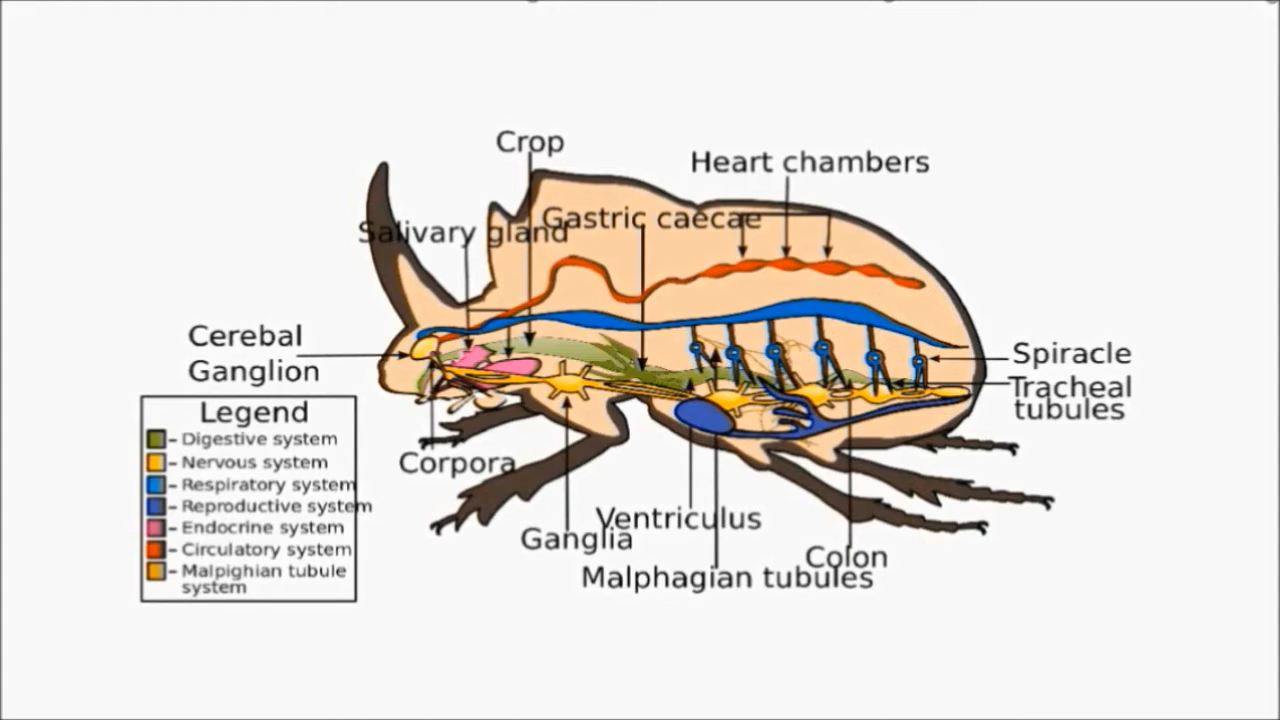 Crop
Heart chambers
Gastric caecae
Salivary gland
Cerebal
Ganglion
Spiracle
Tracheal
tubules
Legend
Digestive system
Nervous system
Respiratory system
Reproductive system
Endocrine system
Circulatory system
Malpighian tubule
system
Corpora
Ventriculus
Ganglia
Colon
Malphagian tubules